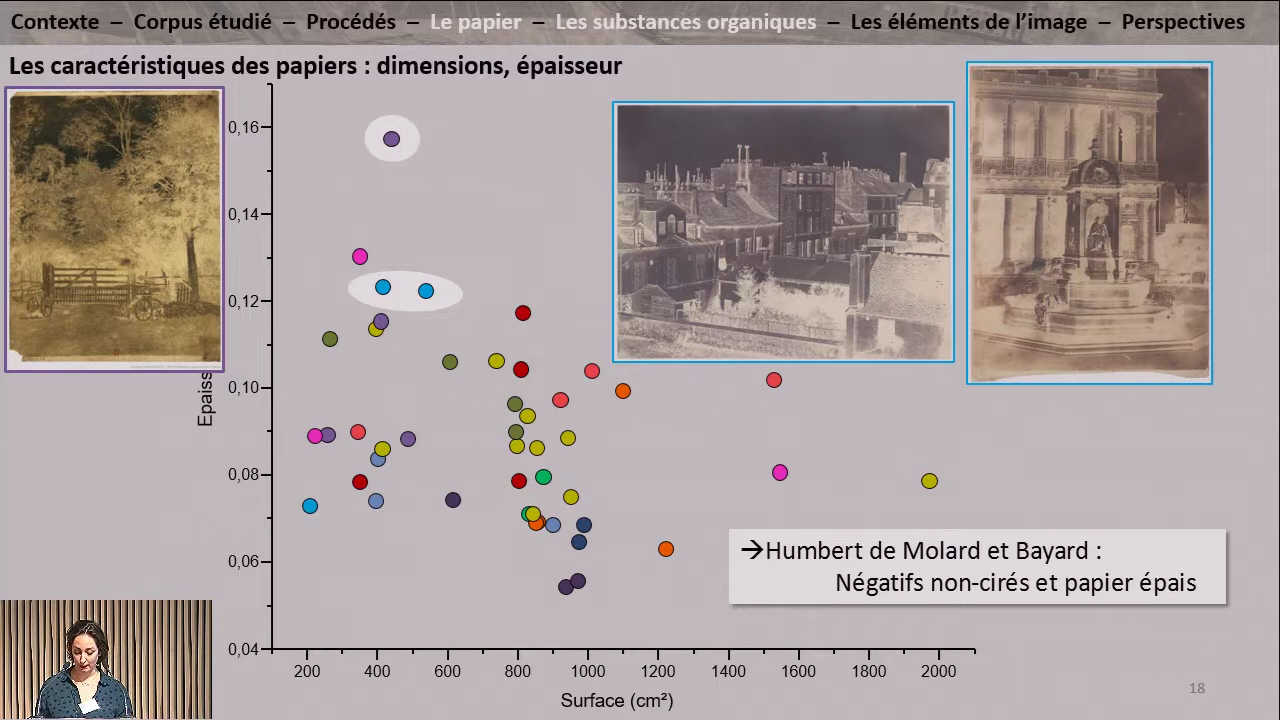 Contexte – Corpus étudié – Procédés – Le papier – Les substances organiques – Les éléments de l'image – Perspectives
Les caractéristiques des papiers : dimensions, épaisseur
0,16
0,14
0,12
0,10
0,08
0,06
0,04
Epaiss
200 400 600 800 1000 1200 1400 1600 1800 2000
Surface (cm²)
→Humbert de Molard et Bayard :
Négatifs non-cirés et papier épais
18